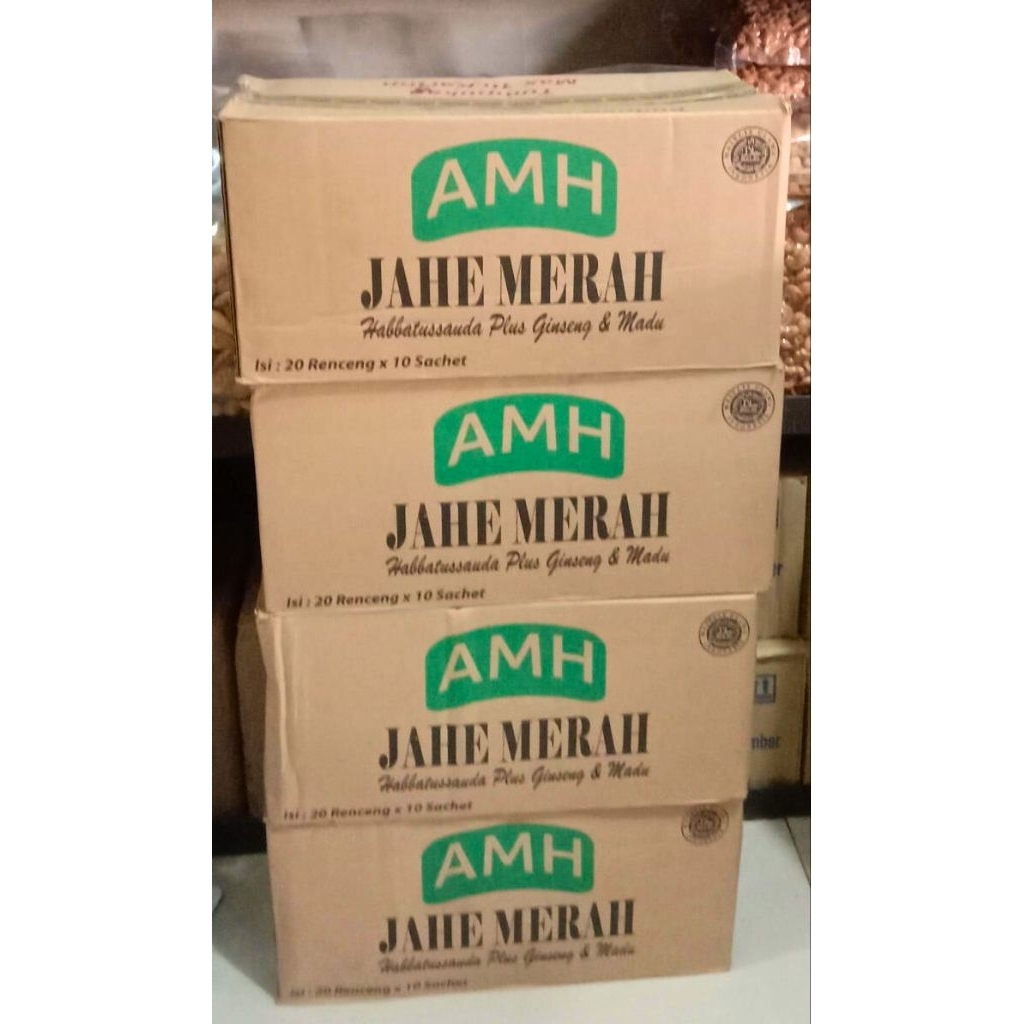 AMH
JAHE MERAH
Habbatussauda Plus Ginseng & Madu
Isi : 20 Renceng x 10 Sachet
AMH
JAHE MERAH
Habbatussauda Plus Ginseng & Madu
Isi : 20 Renceng x 10 Sachet
AMH
JAHE MERAH
Habbatussauda Plus Ginseng & Madu
Isi : 20 Renceng x 10 Sachet
AMH
JAHE MERAH
Habbatussauda Plus Ginseng & Madu
Isi : 20 Renceng x 10 Sachet